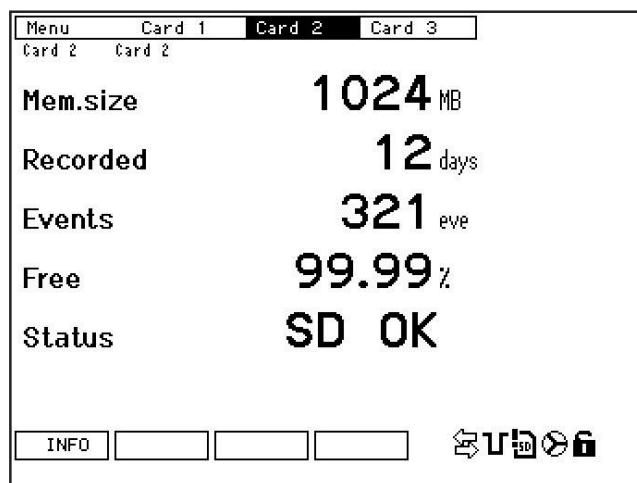 Menu Card 1 Card 2 Card 3
Card 2 Card 2
Mem.size 1024 MB
Recorded 12 days
Events 321 eve
Free 99.99 %
Status SD OK
INFO SD